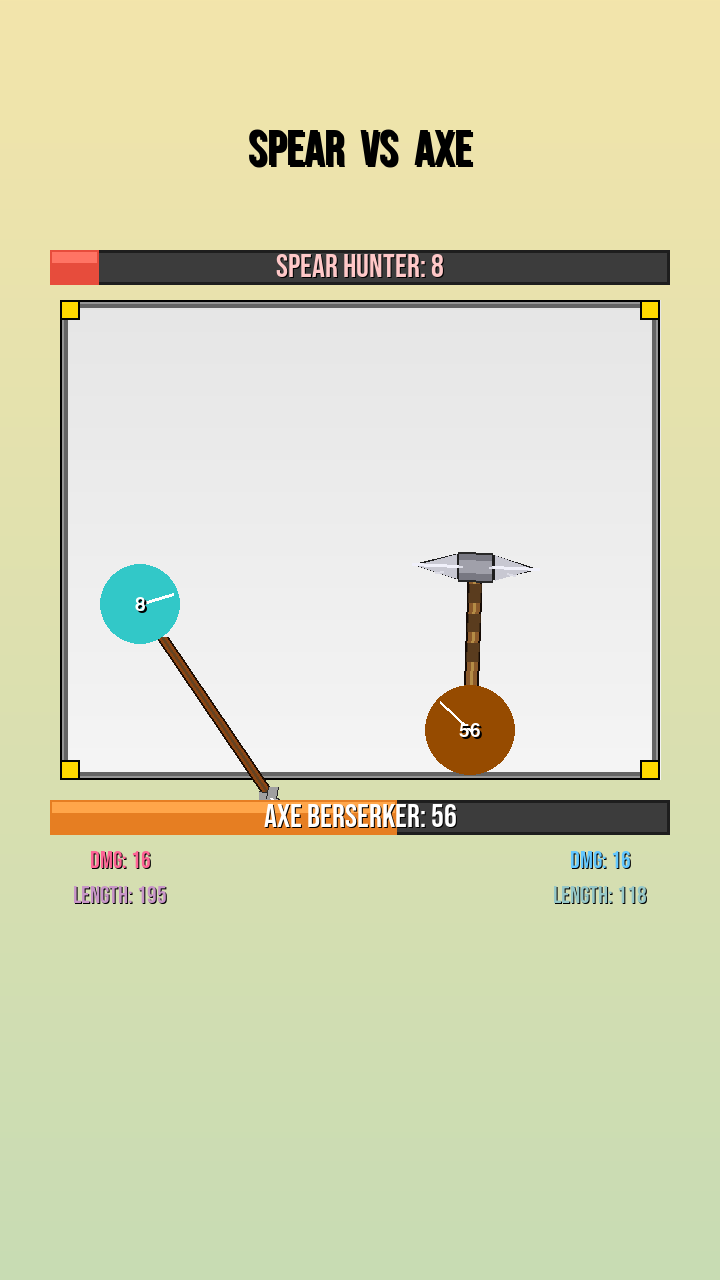 SPEAR VS AXE
SPEAR HUNTER: 8
8
56
AXE BERSERKER: 56
DMG: 16
DMG: 16
LENGTH: 195
LENGTH: 118